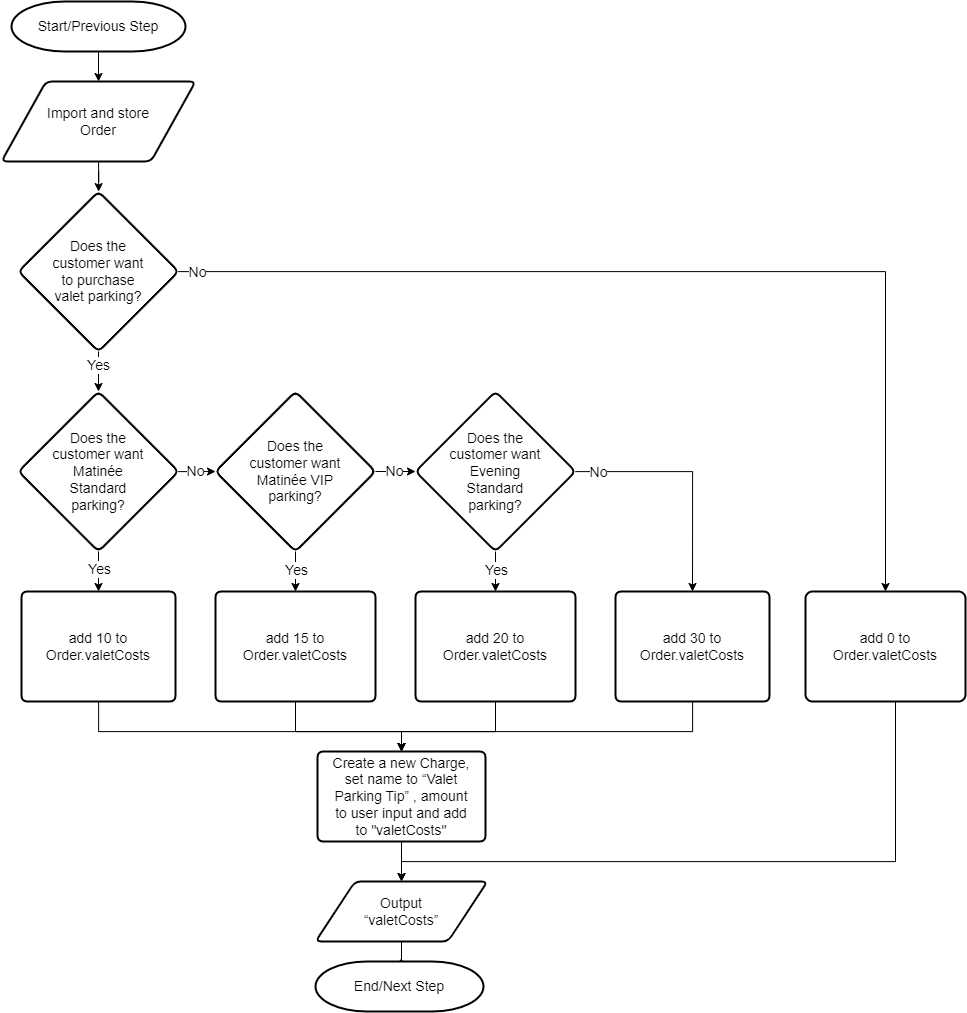 Start/Previous Step
Import and store
Order
Does the
customer want
to purchase
valet parking?
No
Yes
Does the
customer want
Matinée
Standard
parking?
No
Does the
customer want
Matinée VIP
parking?
No
Does the
customer want
Evening
Standard
parking?
No
Yes
Yes
Yes
add 10 to
Order.valetCosts
add 15 to
Order.valetCosts
add 20 to
Order.valetCosts
add 30 to
Order.valetCosts
add 0 to
Order.valetCosts
Create a new Charge,
set name to “Valet
Parking Tip” , amount
to user input and add
to "valetCosts"
Output
“valetCosts”
End/Next Step